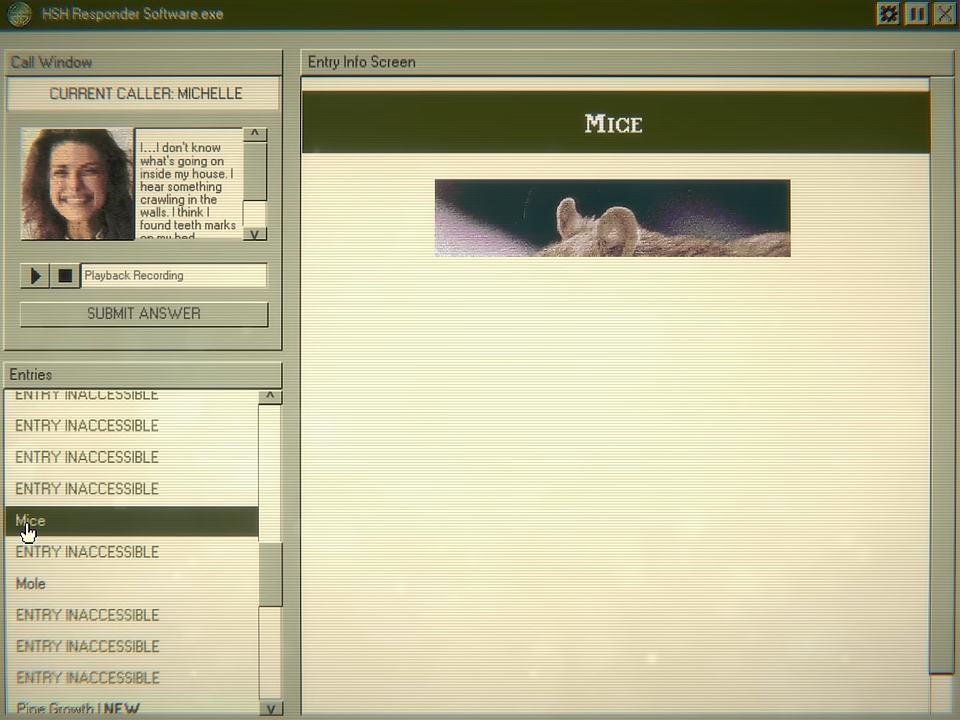 HSH Responder Software.exe
Call Window
CURRENT CALLER: MICHELLE
I...I don't know
what's going on
inside my house. I
hear something
crawling in the
walls. I think I
found teeth marks
on my bed
Playback Recording
SUBMIT ANSWER
Entries
ENTRY INACCESSIBLE
ENTRY INACCESSIBLE
ENTRY INACCESSIBLE
ENTRY INACCESSIBLE
Mice
ENTRY INACCESSIBLE
Mole
ENTRY INACCESSIBLE
ENTRY INACCESSIBLE
ENTRY INACCESSIBLE
Pine Growth | NEW
Entry Info Screen
MICE